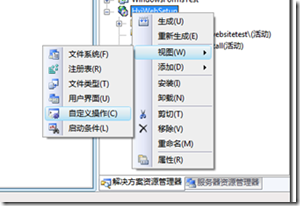 WindowsFormsTest
MyWebSetup
生成(U)
重新生成(E)
视图(W)
添加(D)
安装(I)
卸载(N)
剪切(T)
移除(V)
重命名(M)
属性(R)
文件系统(F)
注册表(R)
文件类型(T)
用户界面(U)
自定义操作(C)
启动条件(L)
websitetest\(活动)
(活动)
解决方案资源管理器
服务器资源管理器